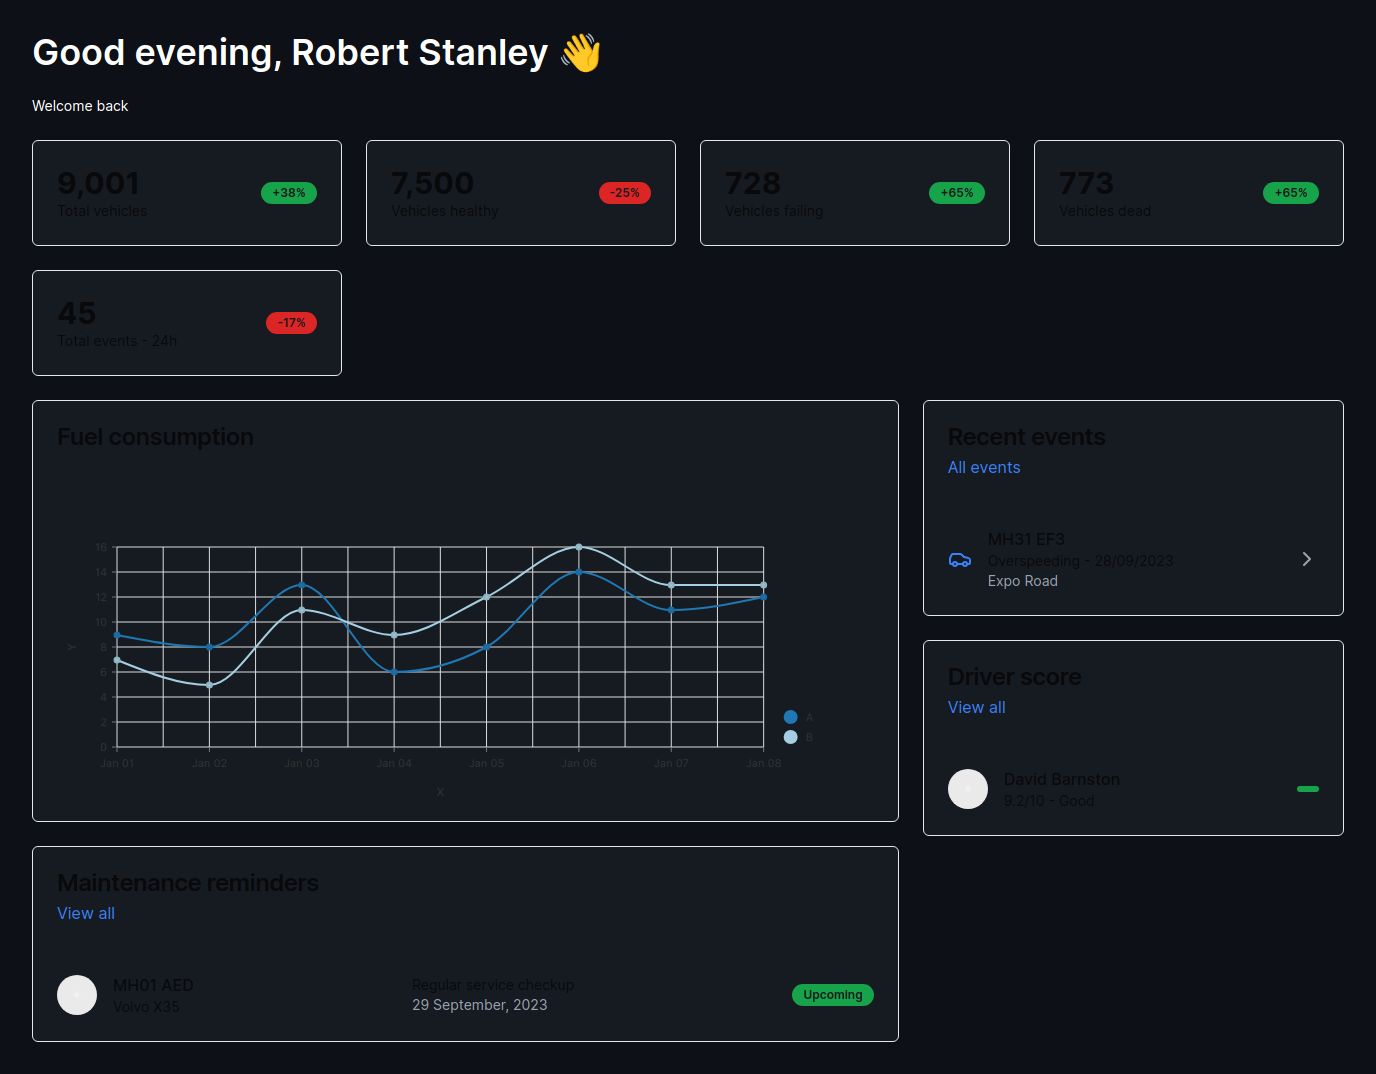 Good evening, Robert Stanley 👋
Welcome back
9,001
Total vehicles
+38%
7,500
Vehicles healthy
-25%
728
Vehicles failing
+65%
773
Vehicles dead
+65%
45
Total events - 24h
-17%
Fuel consumption
16
14
12
10
8
6
4
2
0
Y
Jan 01 Jan 02 Jan 03 Jan 04 Jan 05 Jan 06 Jan 07 Jan 08
X
A
B
Recent events
All events
MH31 EF3
Overspeeding - 28/09/2023
Expo Road
Driver score
View all
David Barnston
9.2/10 - Good
Maintenance reminders
View all
MH01 AED
Volvo X35
Regular service checkup
29 September, 2023
Upcoming